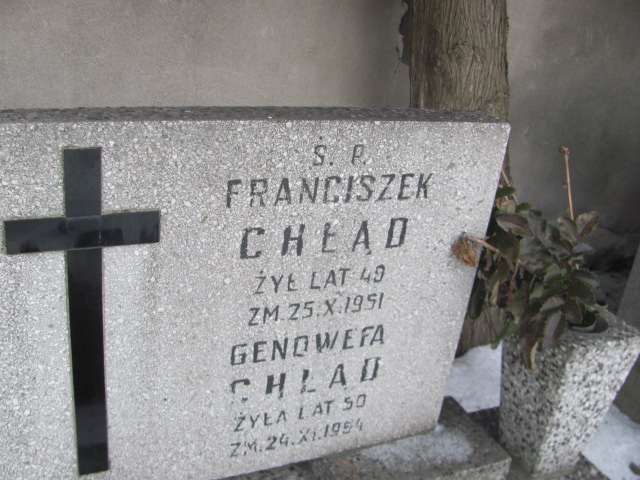 Ś. P.
FRANCISZEK
CHŁĄD
ŻYŁ LAT 49
ZM. 25.X.1951
GENOWEFA
CHŁĄD
ŻYŁA LAT 50
ZM. 24.XI.1954